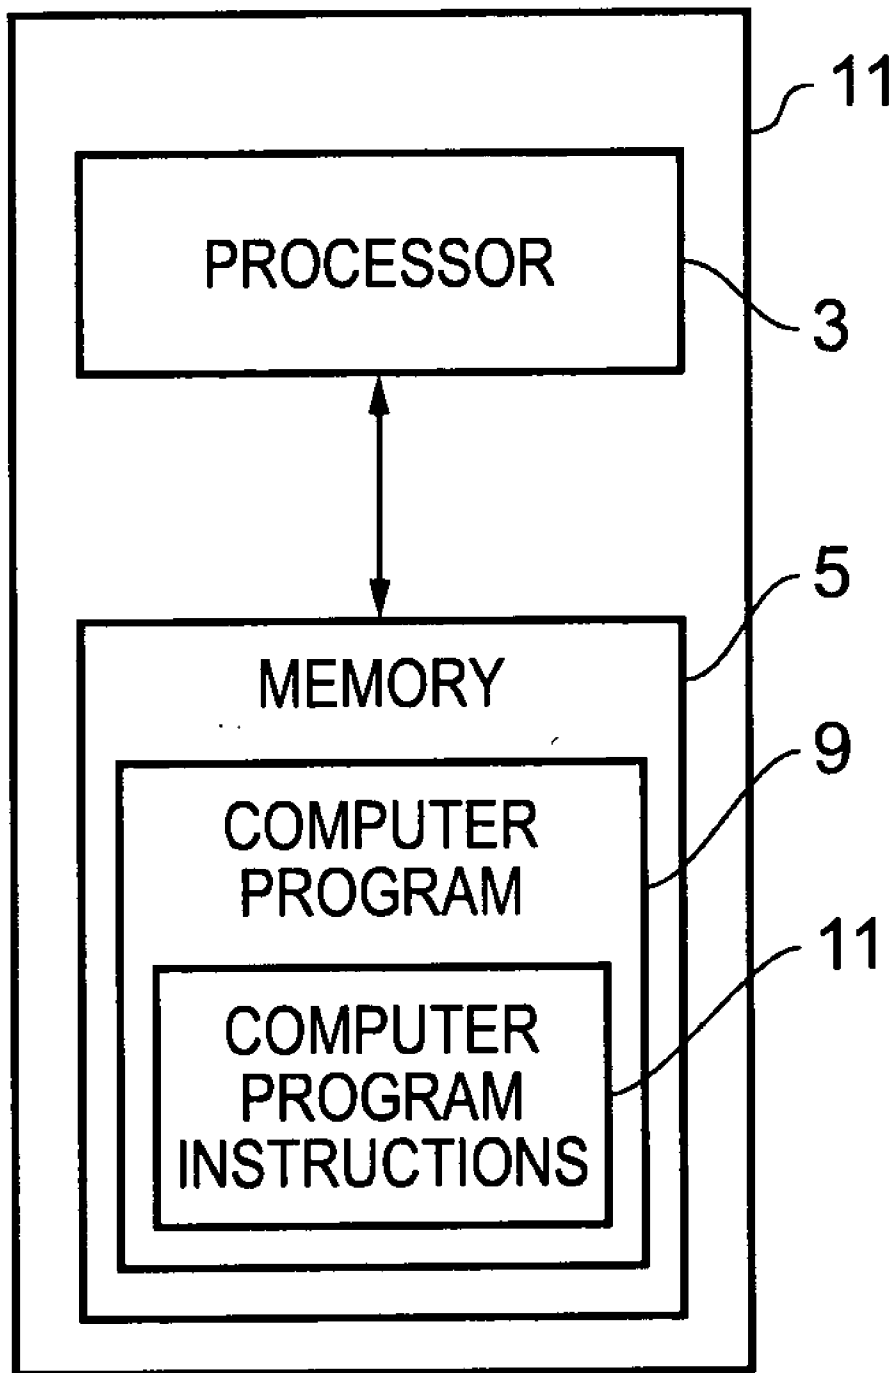 11
PROCESSOR
3
5
MEMORY
9
COMPUTER
PROGRAM
11
COMPUTER
PROGRAM
INSTRUCTIONS